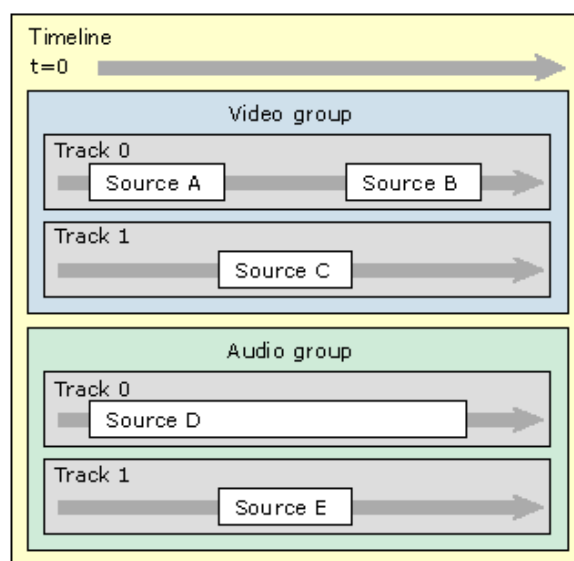 Timeline
t=0
Video group
Track 0
Source A
Source B
Track 1
Source C
Audio group
Track 0
Source D
Track 1
Source E